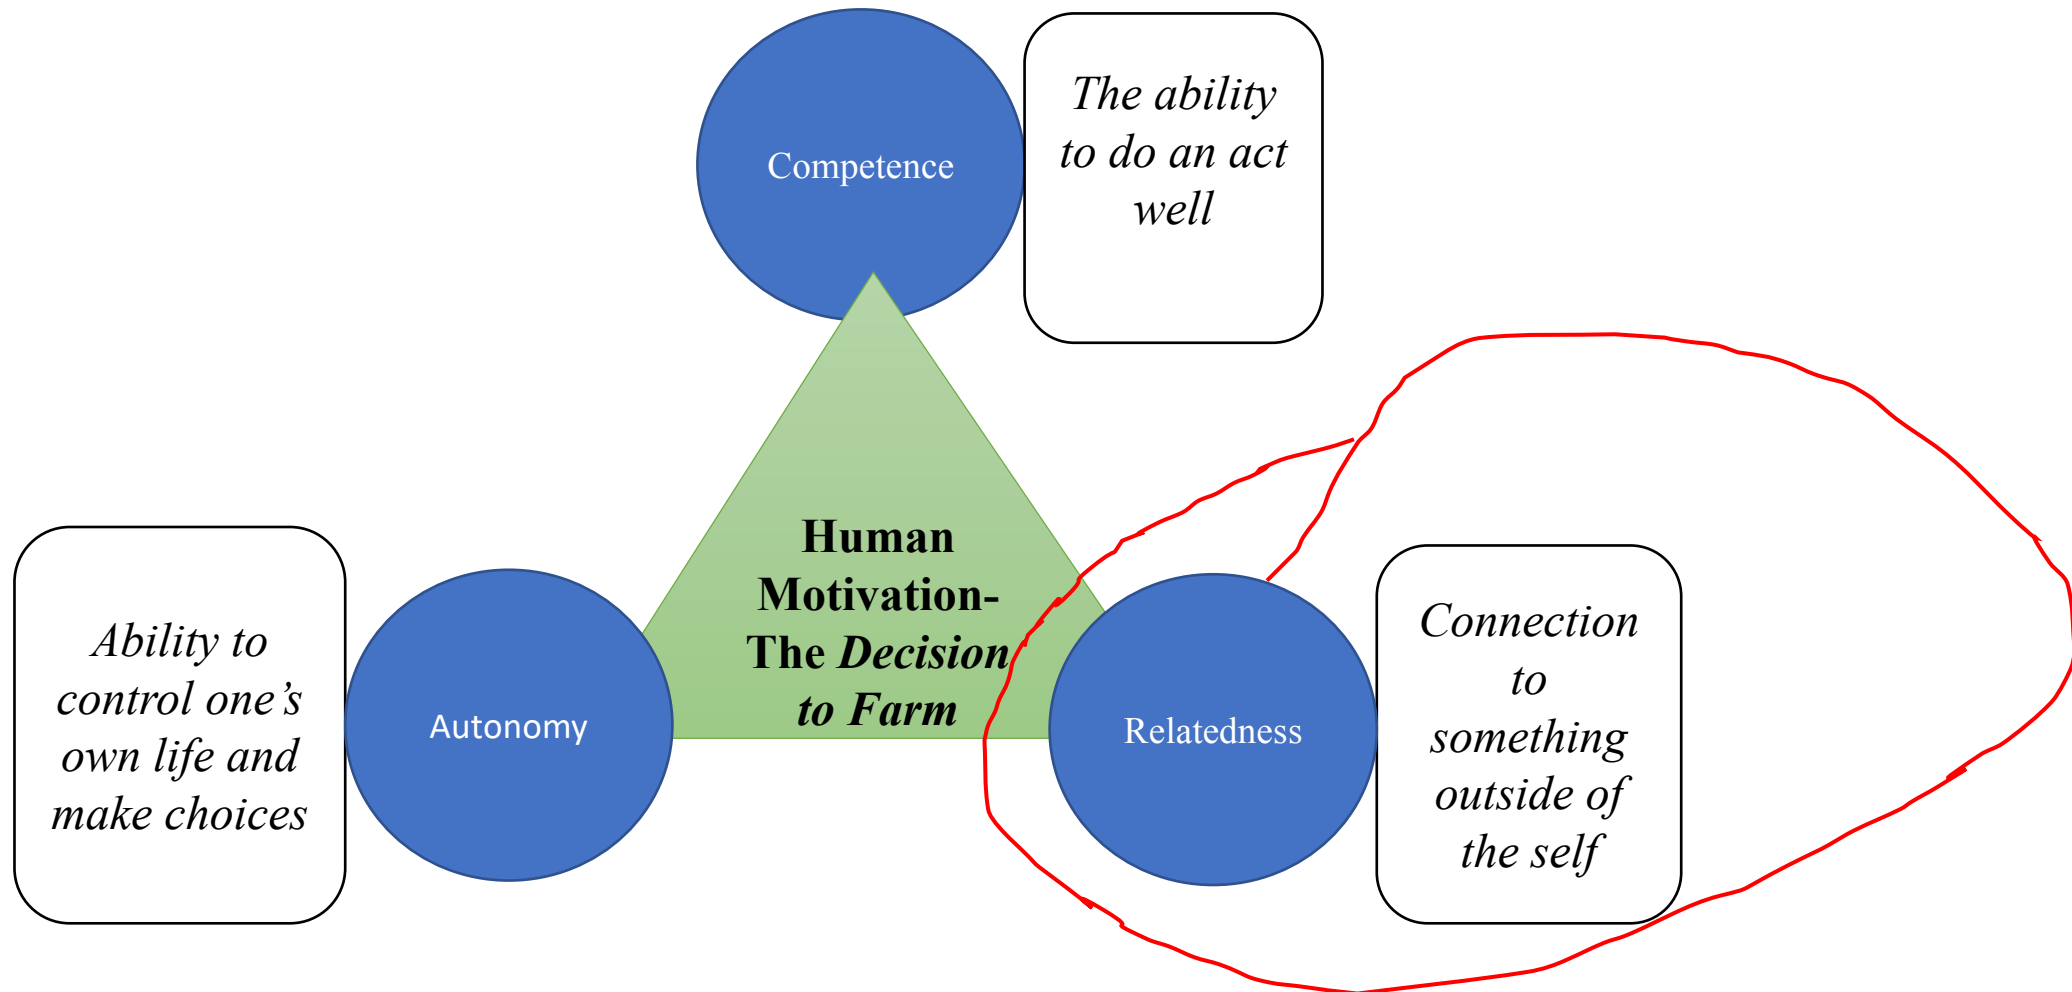 Competence
The ability
to do an act
well
Human
Motivation-
The Decision
to Farm
Ability to
control one’s
own life and
make choices
Autonomy
Relatedness
Connection
to
something
outside of
the self